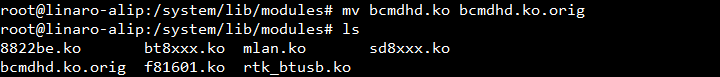 root@linaro-alip:/system/lib/modules# mv bcmdhd.ko bcmdhd.ko.orig
root@linaro-alip:/system/lib/modules# ls
8822be.ko bt8xxx.ko mlan.ko sd8xxx.ko
bcmdhd.ko.orig f81601.ko rtk_btusb.ko